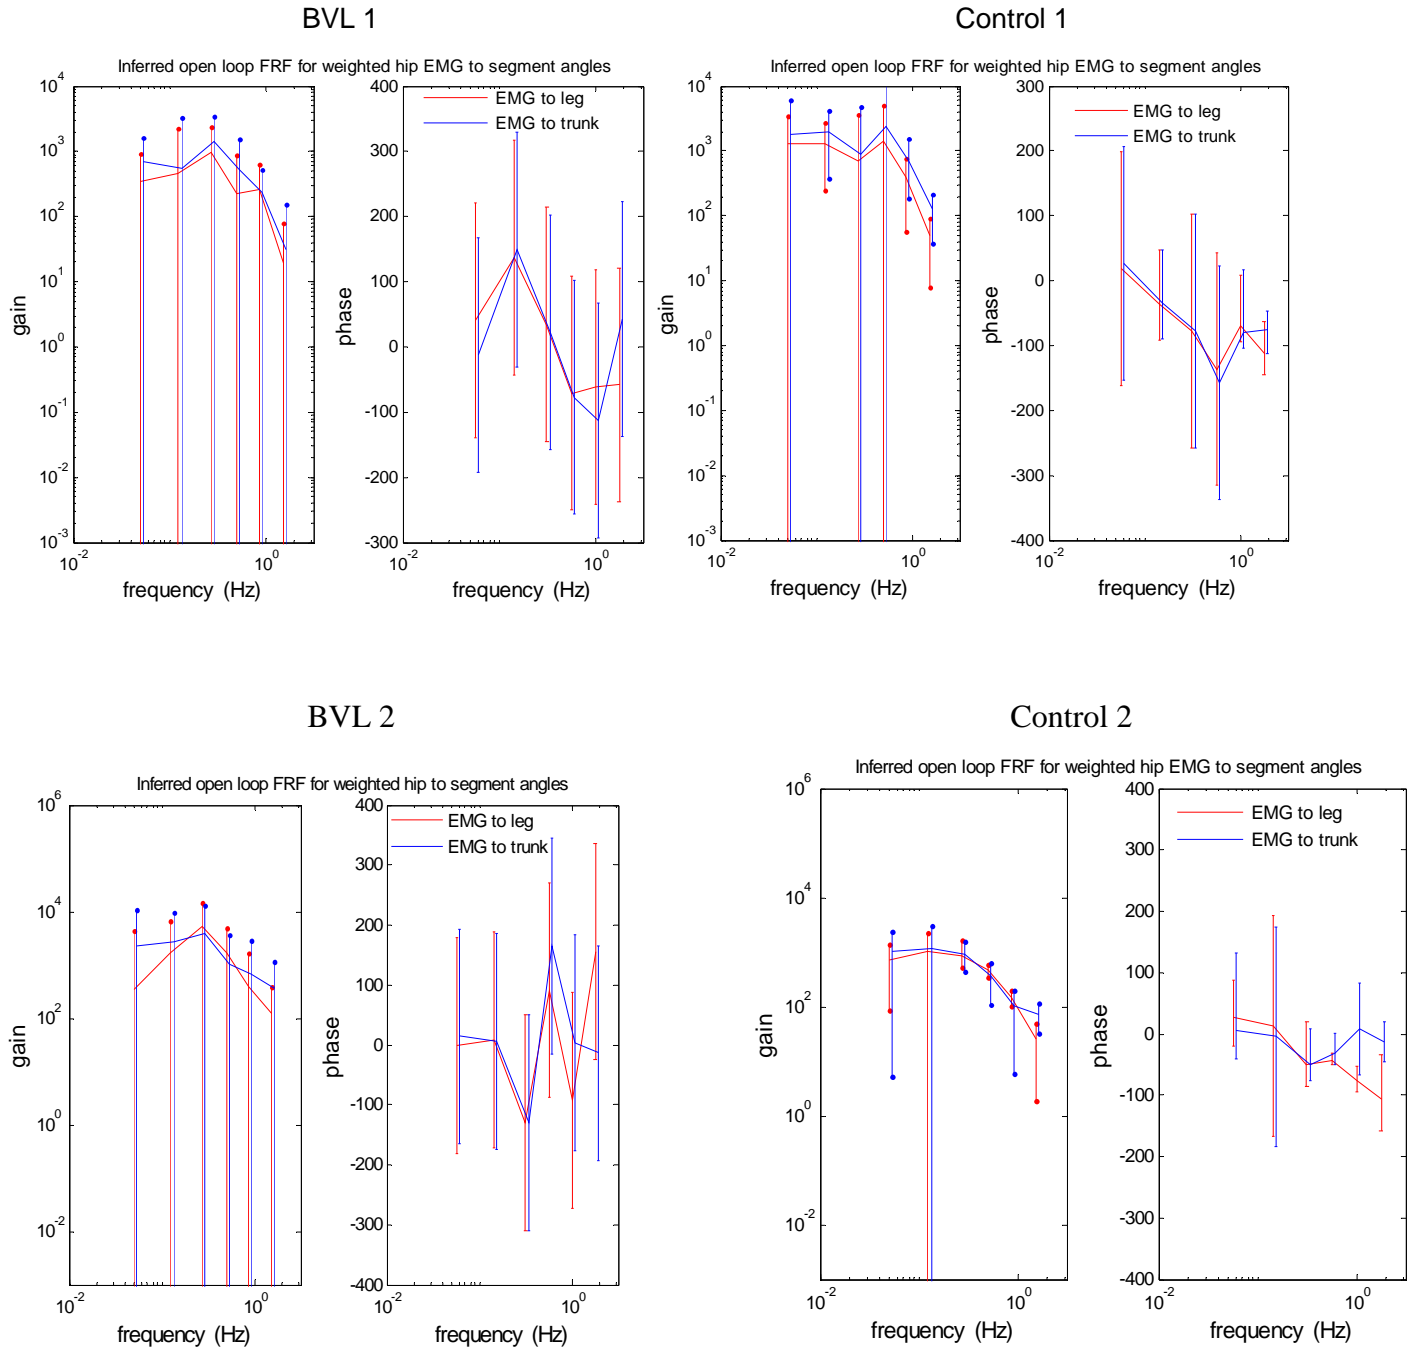 BVL 1
Control 1
Inferred open loop FRF for weighted hip EMG to segment angles
Inferred open loop FRF for weighted hip EMG to segment angles
10^4
10^3
10^2
10^1
10^0
10^-1
10^-2
10^-3
gain
10^-2
10^0
frequency (Hz)
400
300
200
100
0
-100
-200
-300
phase
EMG to leg
EMG to trunk
10^-2
10^0
frequency (Hz)
10^4
10^3
10^2
10^1
10^0
10^-1
10^-2
10^-3
gain
10^-2
10^0
frequency (Hz)
300
200
100
0
-100
-200
-300
-400
phase
EMG to leg
EMG to trunk
10^-2
10^0
frequency (Hz)
BVL 2
Control 2
Inferred open loop FRF for weighted hip to segment angles
Inferred open loop FRF for weighted hip EMG to segment angles
10^6
10^4
10^2
10^0
10^-2
gain
10^-2
10^0
frequency (Hz)
400
300
200
100
0
-100
-200
-300
-400
phase
EMG to leg
EMG to trunk
10^-2
10^0
frequency (Hz)
10^6
10^4
10^2
10^0
10^-2
gain
10^-2
10^0
frequency (Hz)
400
300
200
100
0
-100
-200
-300
-400
phase
EMG to leg
EMG to trunk
10^-2
10^0
frequency (Hz)